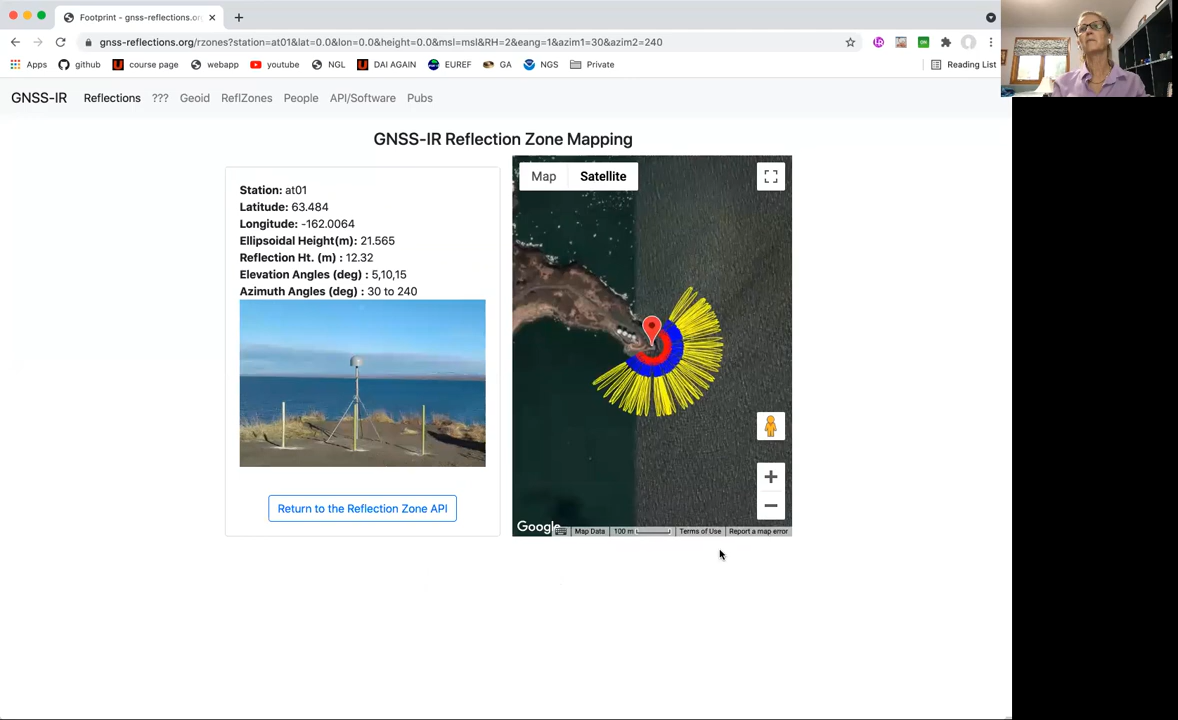 Footprint - gnss-reflections.or
gnss-reflections.org/rzones?station=at01&lat=0.0&lon=0.0&height=0.0&msl=msl&RH=2&eang=1&azim1=30&azim2=240
Apps github course page webapp youtube NGL DAI AGAIN EUREF GA NGS Private Reading List
GNSS-IR Reflections ??? Geoid ReflZones People API/Software Pubs
GNSS-IR Reflection Zone Mapping
Station: at01
Latitude: 63.484
Longitude: -162.0064
Ellipsoidal Height(m): 21.565
Reflection Ht. (m) : 12.32
Elevation Angles (deg) : 5,10,15
Azimuth Angles (deg) : 30 to 240
Return to the Reflection Zone API
Map Satellite
Google Map Data 100 m Terms of Use Report a map error